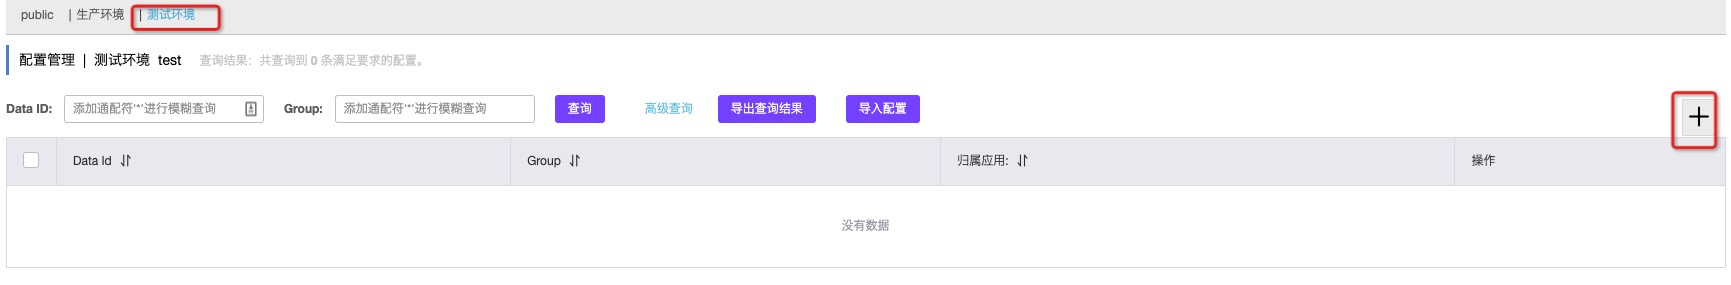 public | 生产环境 | 测试环境
配置管理 | 测试环境 test 查询结果：共查询到 0 条满足要求的配置。
Data ID: 添加通配符'*'进行模糊查询 Group: 添加通配符'*'进行模糊查询 查询 高级查询 导出查询结果 导入配置
Data Id Group 归属应用: 操作
没有数据